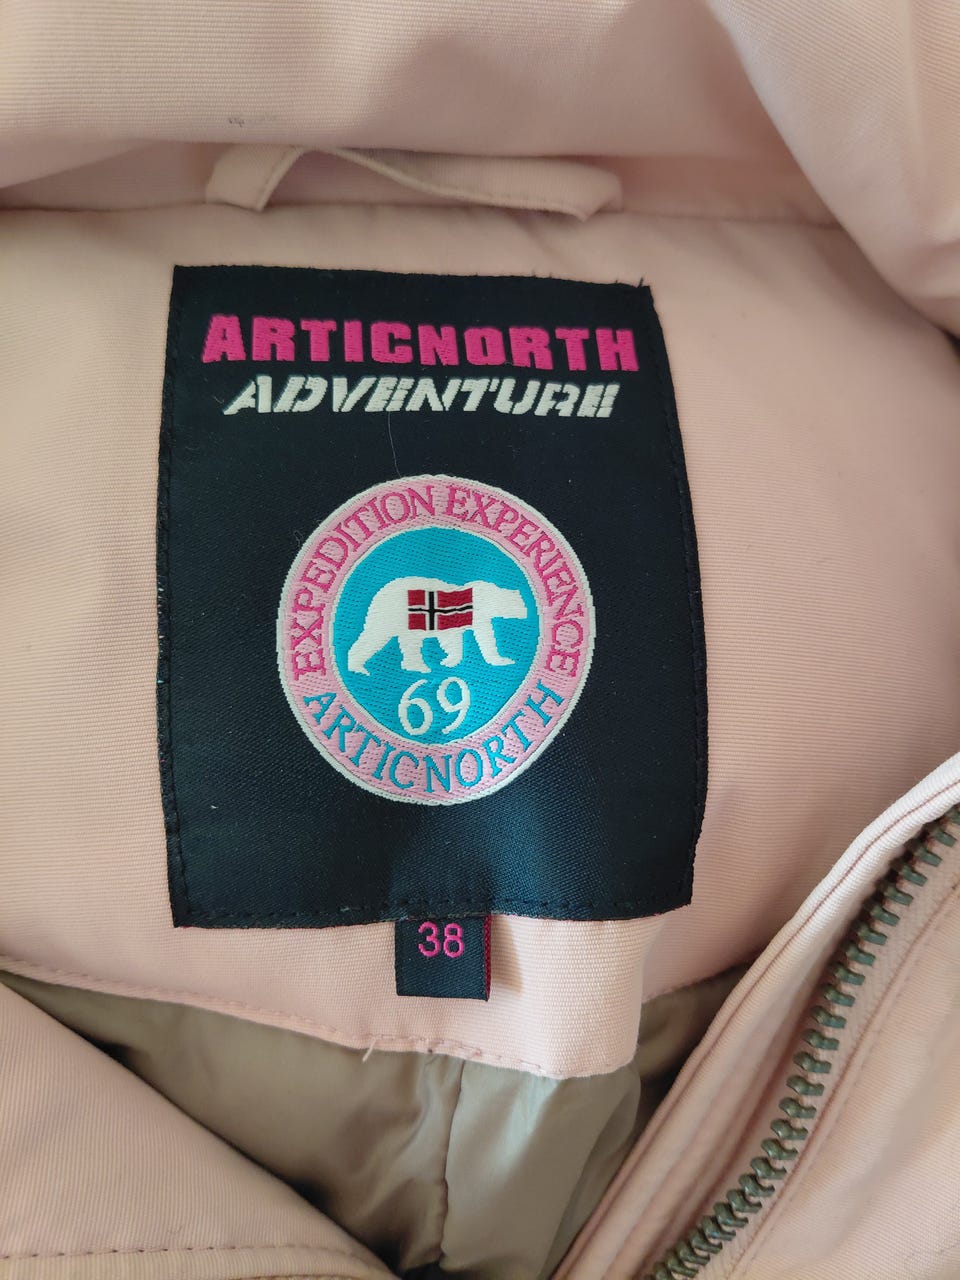 ARTICNORTH
ADVENTURE
EXPEDITION EXPERIENCE
69
ARTICNORTH
38